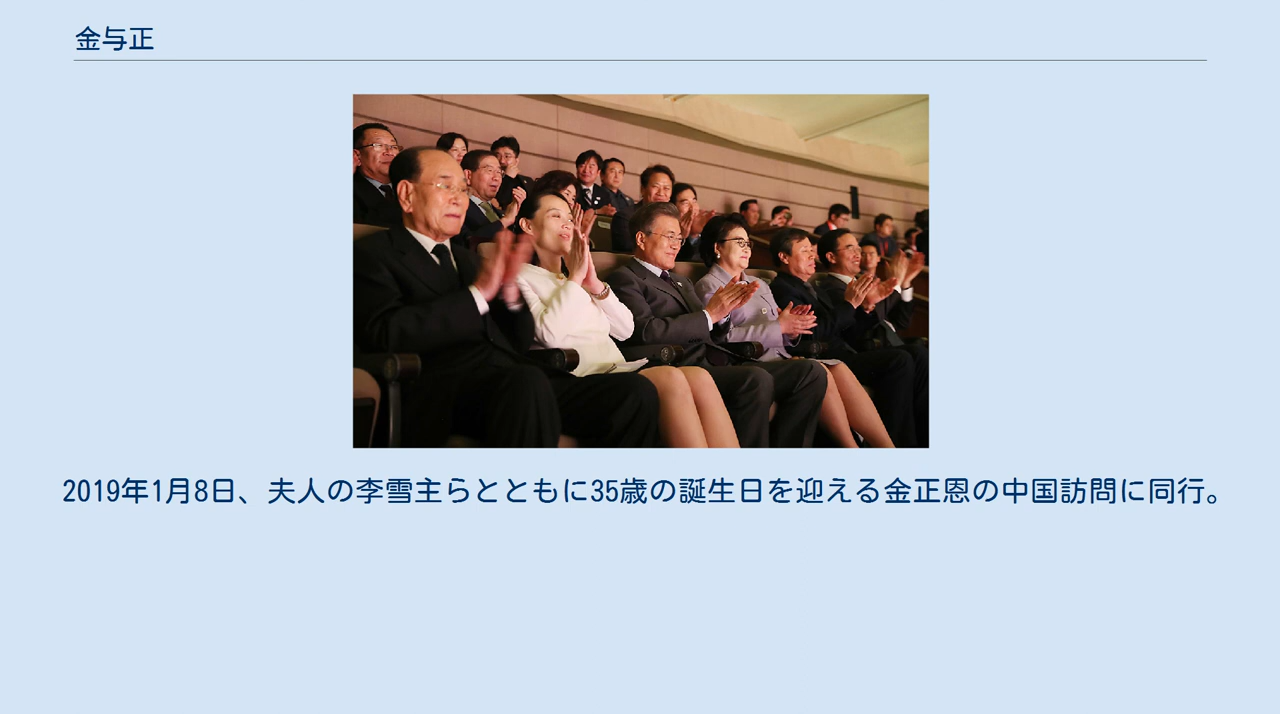 金与正
2019年1月8日、夫人の李雪主らとともに35歳の誕生日を迎える金正恩の中国訪問に同行。